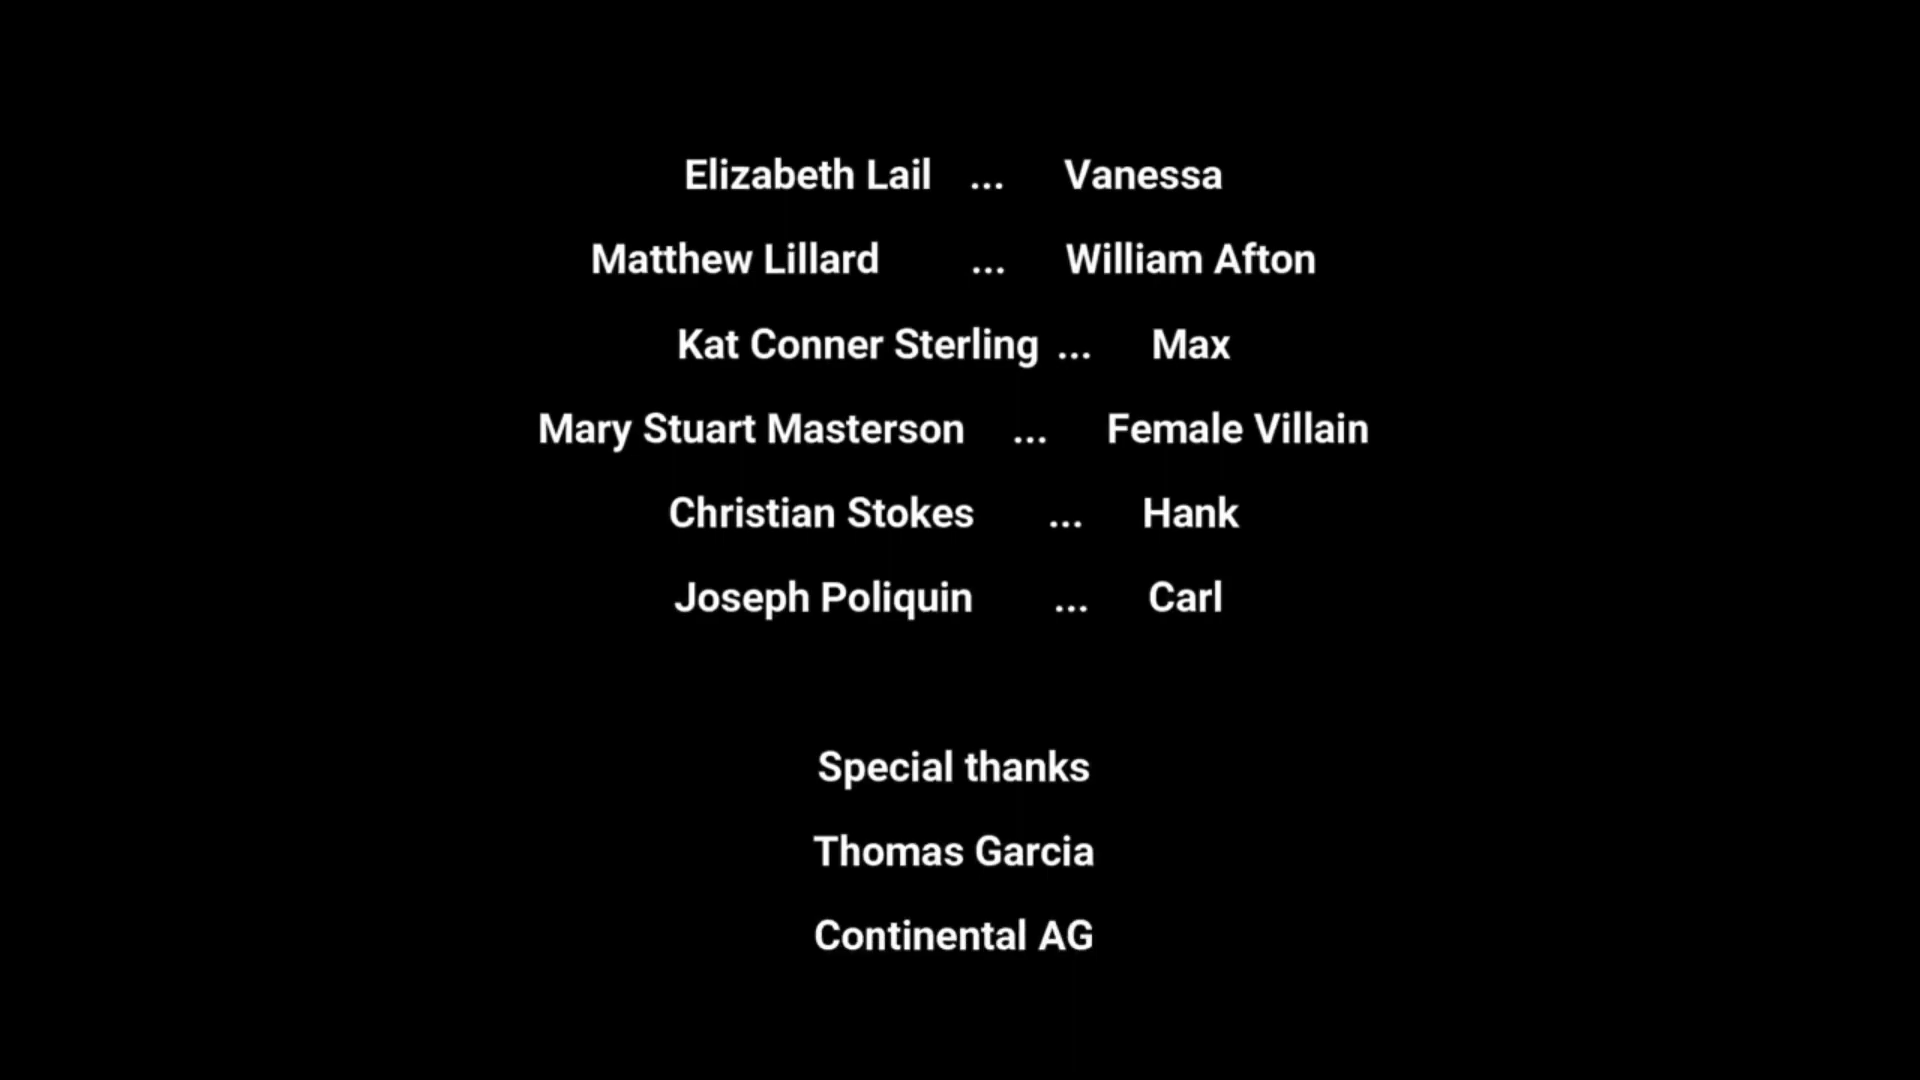 Elizabeth Lail ... Vanessa
Matthew Lillard ... William Afton
Kat Conner Sterling ... Max
Mary Stuart Masterson ... Female Villain
Christian Stokes ... Hank
Joseph Poliquin ... Carl
Special thanks
Thomas Garcia
Continental AG